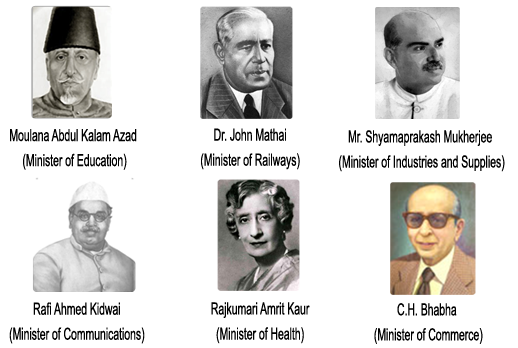 Moulana Abdul Kalam Azad
(Minister of Education)
Dr. John Mathai
(Minister of Railways)
Mr. Shyamaprakash Mukherjee
(Minister of Industries and Supplies)
Rafi Ahmed Kidwai
(Minister of Communications)
Rajkumari Amrit Kaur
(Minister of Health)
C.H. Bhabha
(Minister of Commerce)